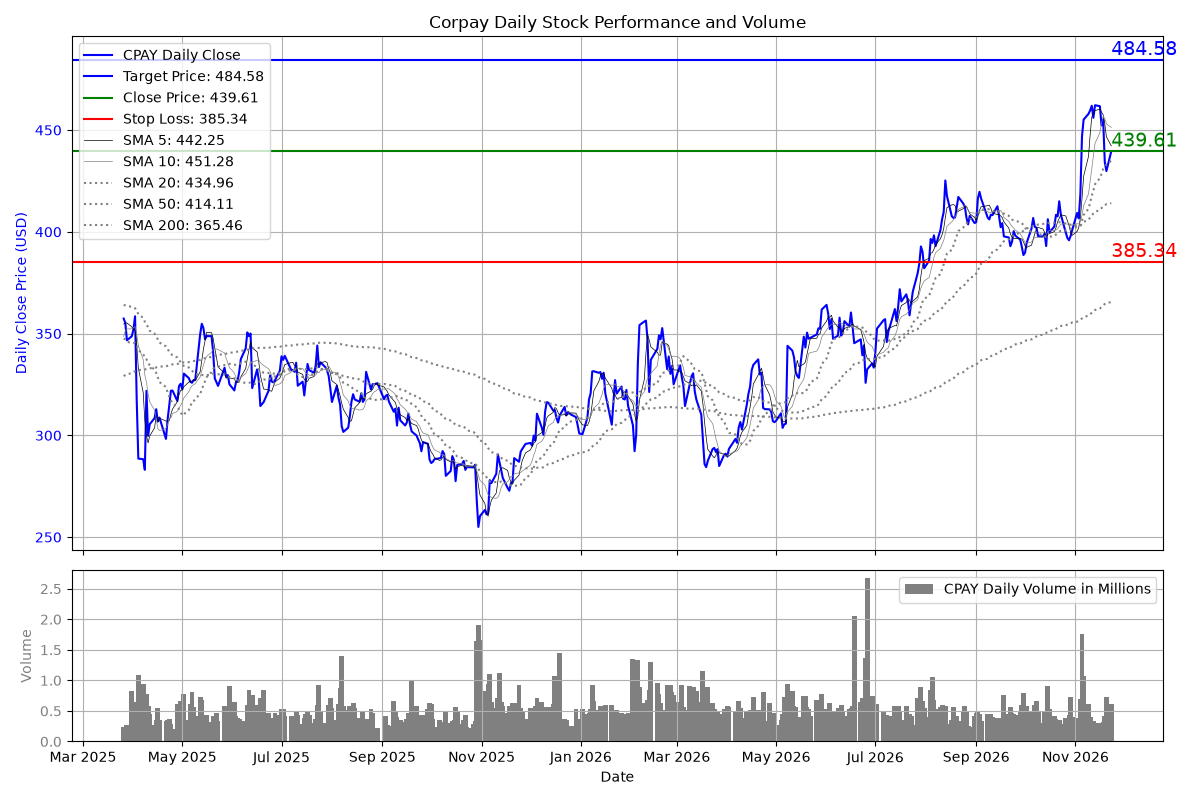 Corpay Daily Stock Performance and Volume
CPAY Daily Close
Target Price: 484.58
Close Price: 439.61
Stop Loss: 385.34
SMA 5: 442.25
SMA 10: 451.28
SMA 20: 434.96
SMA 50: 414.11
SMA 200: 365.46
484.58
439.61
385.34
Daily Close Price (USD)
450
400
350
300
250
CPAY Daily Volume in Millions
Volume
2.5
2.0
1.5
1.0
0.5
0.0
Mar 2025 May 2025 Jul 2025 Sep 2025 Nov 2025 Jan 2026 Mar 2026 May 2026 Jul 2026 Sep 2026 Nov 2026
Date